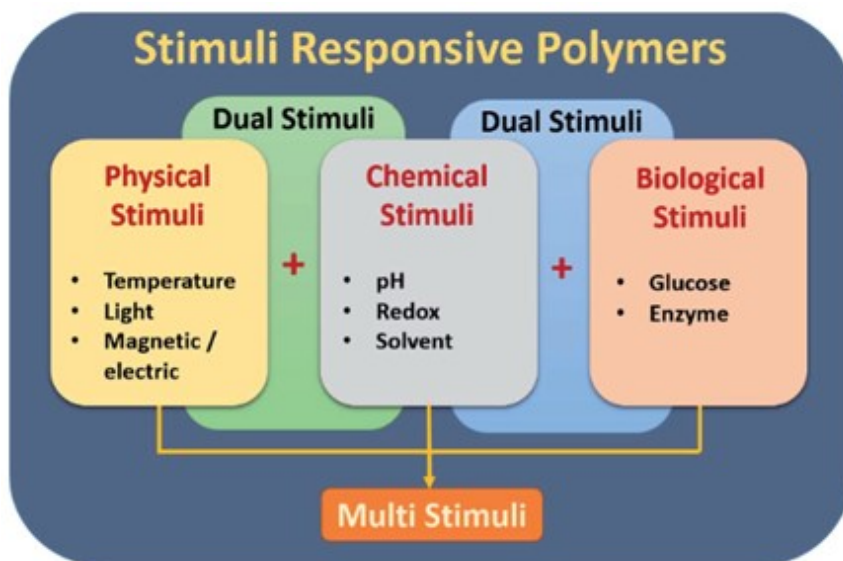 Stimuli Responsive Polymers
Dual Stimuli
Dual Stimuli
Physical
Stimuli
• Temperature
• Light
• Magnetic /
electric
+
Chemical
Stimuli
• pH
• Redox
• Solvent
+
Biological
Stimuli
• Glucose
• Enzyme
Multi Stimuli